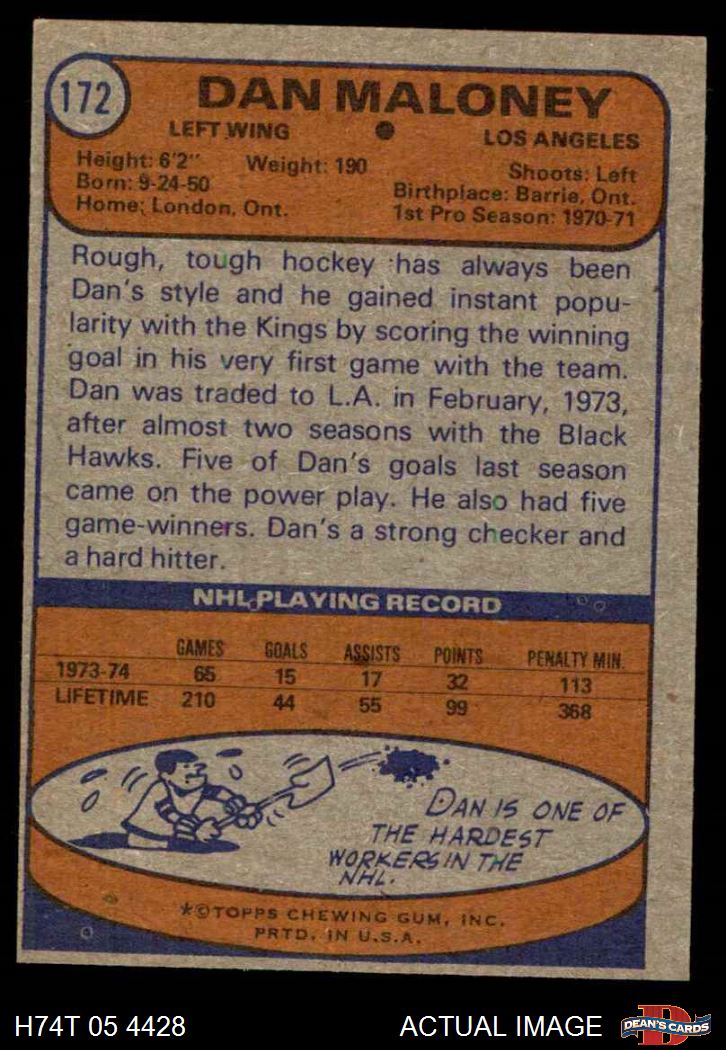 172
DAN MALONEY
LEFT WING ● LOS ANGELES
Height: 6'2" Weight: 190 Shoots: Left
Born: 9-24-50 Birthplace: Barrie, Ont.
Home: London, Ont. 1st Pro Season: 1970-71
Rough, tough hockey has always been
Dan's style and he gained instant popu-
larity with the Kings by scoring the winning
goal in his very first game with the team.
Dan was traded to L.A. in February, 1973,
after almost two seasons with the Black
Hawks. Five of Dan's goals last season
came on the power play. He also had five
game-winners. Dan's a strong checker and
a hard hitter.
NHL PLAYING RECORD
GAMES GOALS ASSISTS POINTS PENALTY MIN.
1973-74 65 15 17 32 113
LIFETIME 210 44 55 99 368
DAN IS ONE OF
THE HARDEST
WORKERS IN THE
NHL.
*©TOPPS CHEWING GUM, INC.
PRTD. IN U.S.A.
H74T 05 4428 ACTUAL IMAGE D DEAN'S CARDS